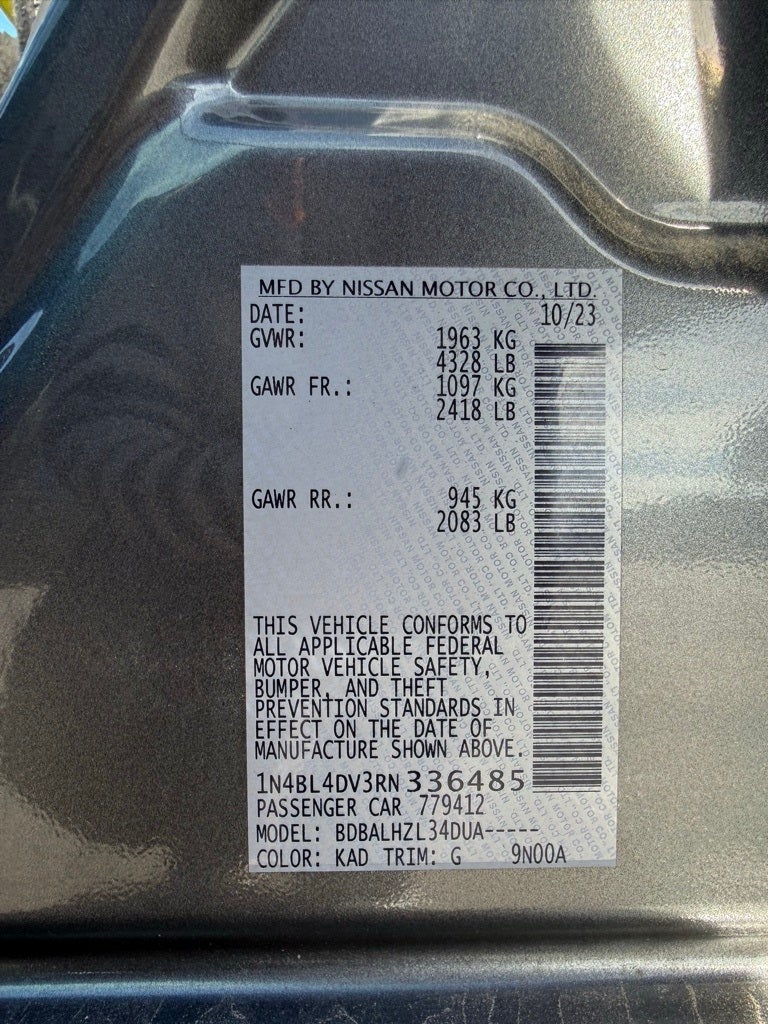 MFD BY NISSAN MOTOR CO., LTD.
DATE: 10/23
GVWR: 1963 KG
4328 LB
GAWR FR.: 1097 KG
2418 LB
GAWR RR.: 945 KG
2083 LB
THIS VEHICLE CONFORMS TO
ALL APPLICABLE FEDERAL
MOTOR VEHICLE SAFETY,
BUMPER, AND THEFT
PREVENTION STANDARDS IN
EFFECT ON THE DATE OF
MANUFACTURE SHOWN ABOVE.
1N4BL4DV3RN336485
PASSENGER CAR 779412
MODEL: BDBALHZL34DUA-----
COLOR: KAD TRIM: G 9N00A